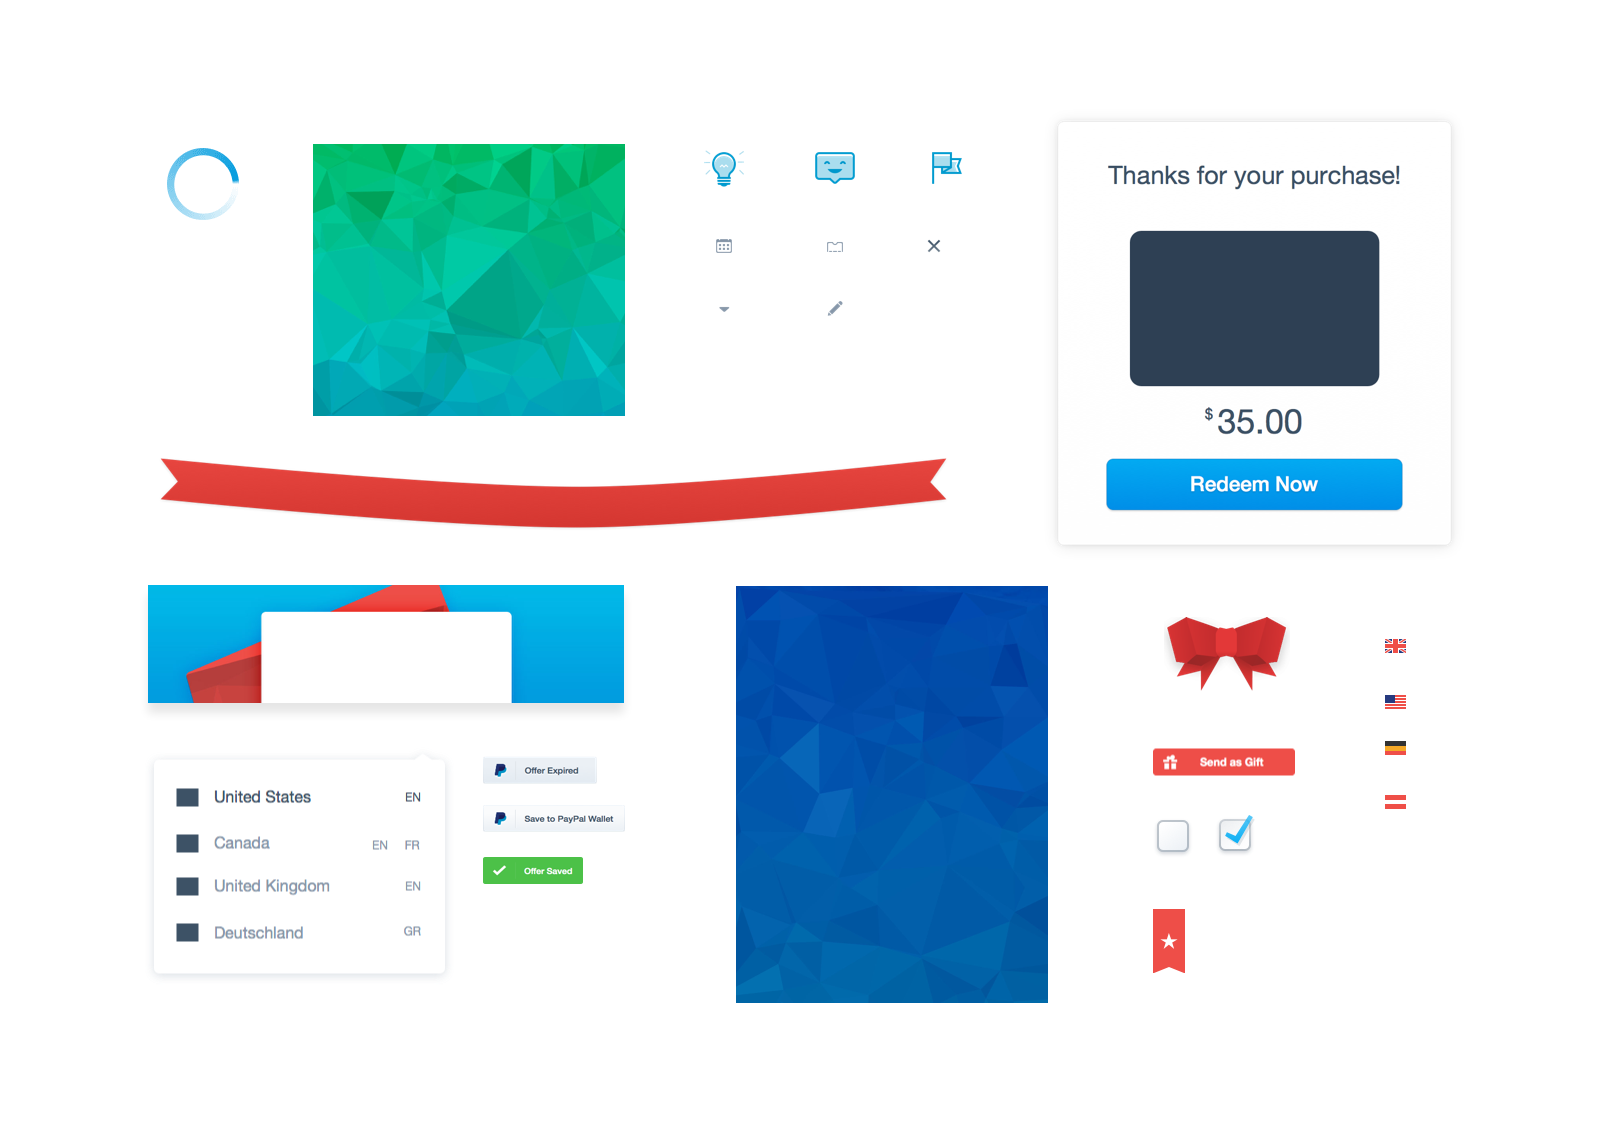 Thanks for your purchase!
$35.00
Redeem Now
United States EN
Canada EN FR
United Kingdom EN
Deutschland GR
Offer Expired
Save to PayPal Wallet
Offer Saved
Send as Gift